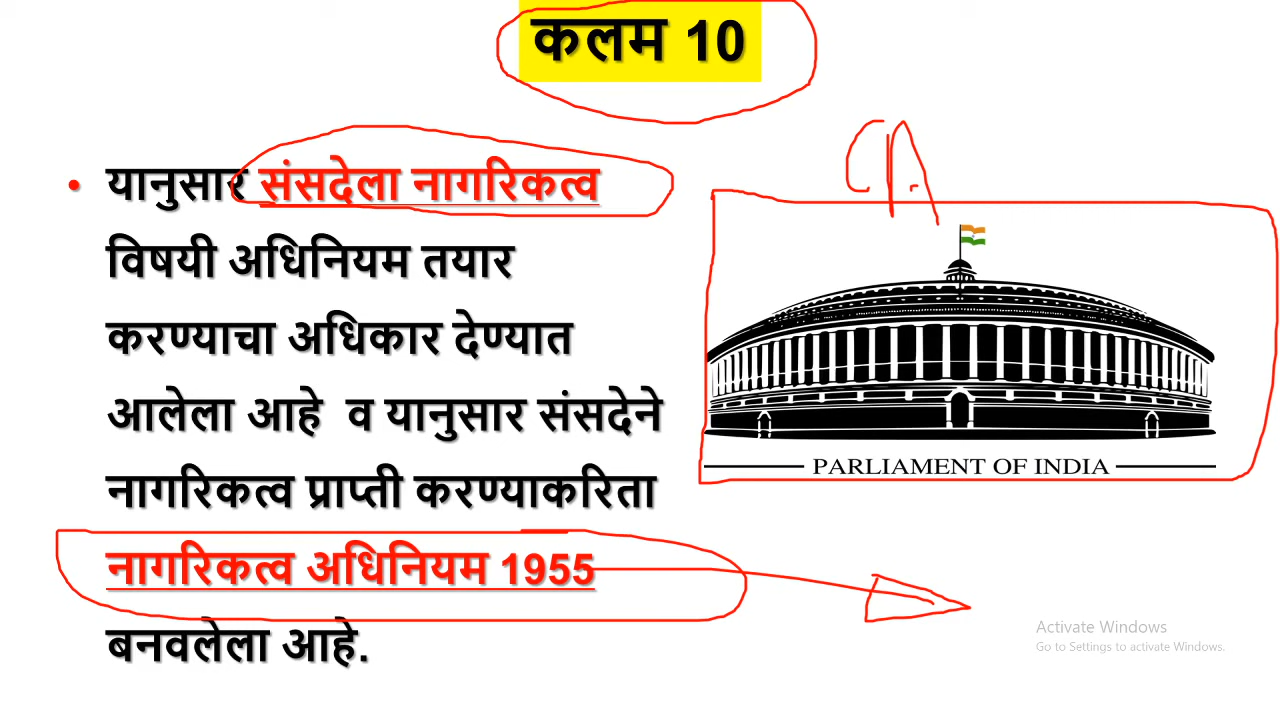 कलम 10
• यानुसार संसदेला नागरिकत्व
विषयी अधिनियम तयार
करण्याचा अधिकार देण्यात
आलेला आहे व यानुसार संसदेने
नागरिकत्व प्राप्ती करण्याकरिता
नागरिकत्व अधिनियम 1955
बनवलेला आहे.
PARLIAMENT OF INDIA
Activate Windows
Go to Settings to activate Windows.